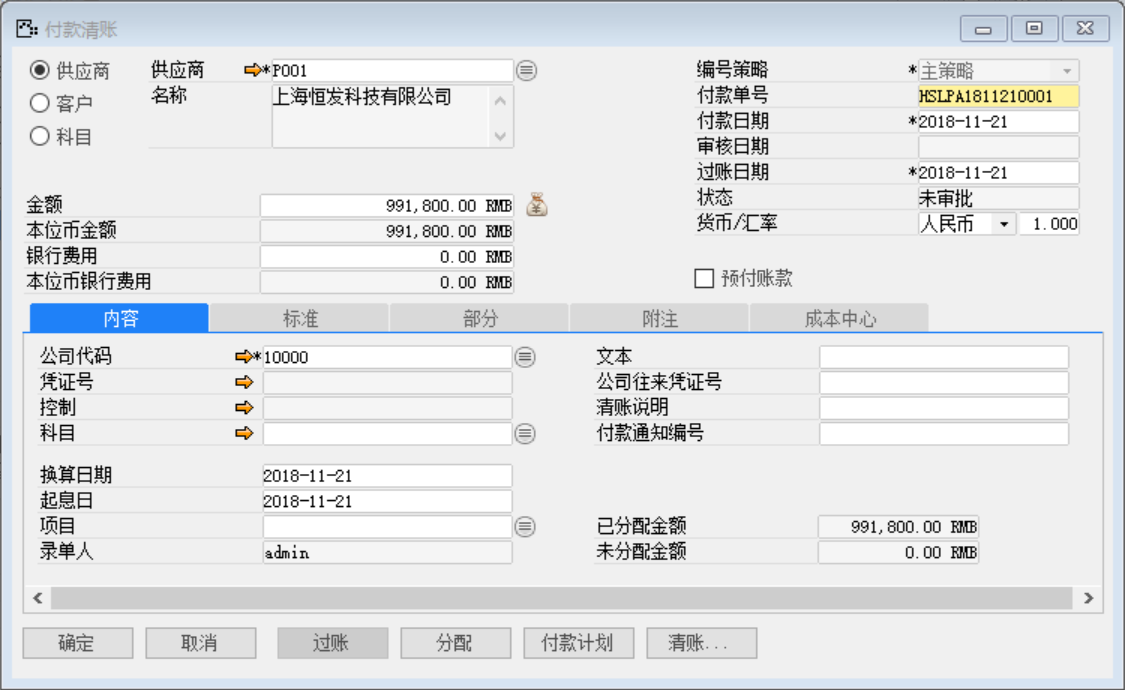 付款清账
供应商 供应商 *P001 编号策略 *主策略
客户 名称 上海恒发科技有限公司 付款单号 HSLPA1811210001
付款日期 *2018-11-21
科目 审核日期
过账日期 *2018-11-21
金额 991,800.00 RMB 状态 未审批
本位币金额 991,800.00 RMB 货币/汇率 人民币 1.000
银行费用 0.00 RMB
本位币银行费用 0.00 RMB 预付账款
内容 标准 部分 附注 成本中心
公司代码 *10000 文本
凭证号 公司往来凭证号
控制 清账说明
科目 付款通知编号
换算日期 2018-11-21
起息日 2018-11-21
项目 已分配金额 991,800.00 RMB
录单人 admin 未分配金额 0.00 RMB
确定 取消 过账 分配 付款计划 清账...